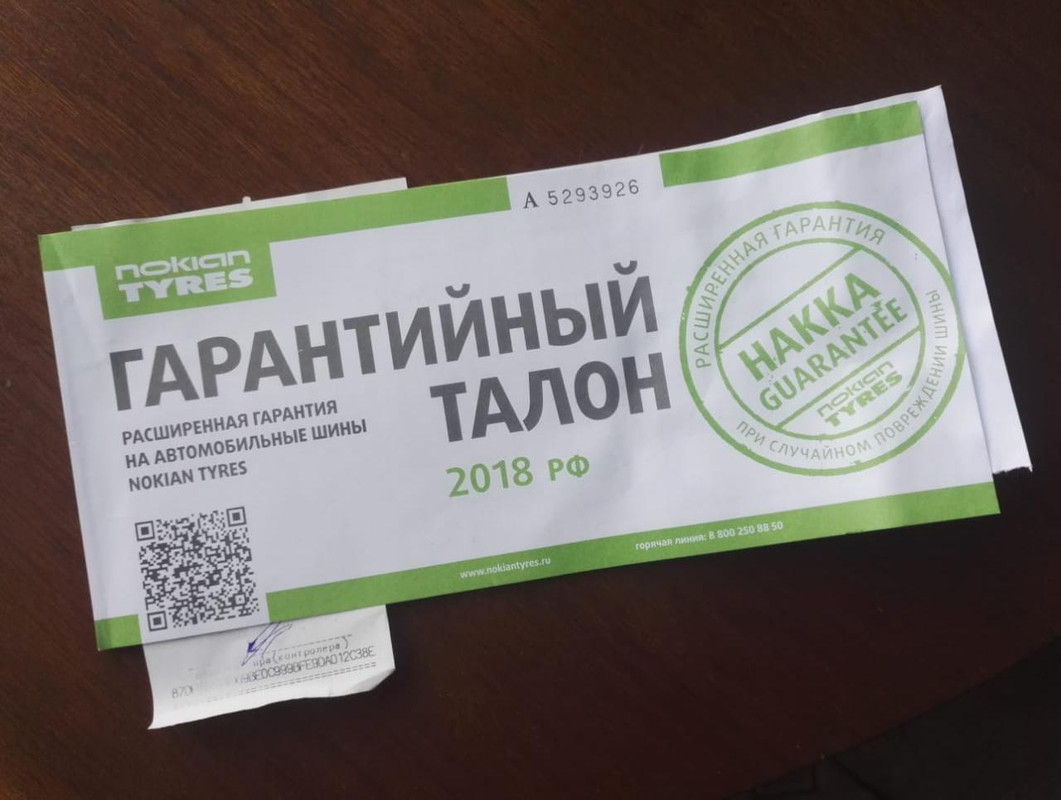 А 5293926
nokian
TYRES
ГАРАНТИЙНЫЙ
ТАЛОН
РАСШИРЕННАЯ ГАРАНТИЯ
НА АВТОМОБИЛЬНЫЕ ШИНЫ
NOKIAN TYRES
2018 РФ
РАСШИРЕННАЯ ГАРАНТИЯ
HAKKA
GUARANTEE
nokian
TYRES
ПРИ СЛУЧАЙНОМ ПОВРЕЖДЕНИИ ШИНЫ
www.nokiantyres.ru
горячая линия: 8 800 250 88 50